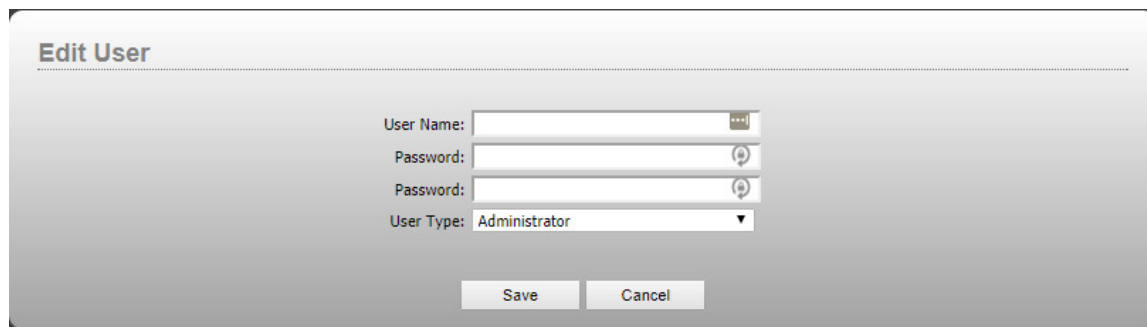 Edit User
User Name:
Password:
Password:
User Type: Administrator
Save Cancel